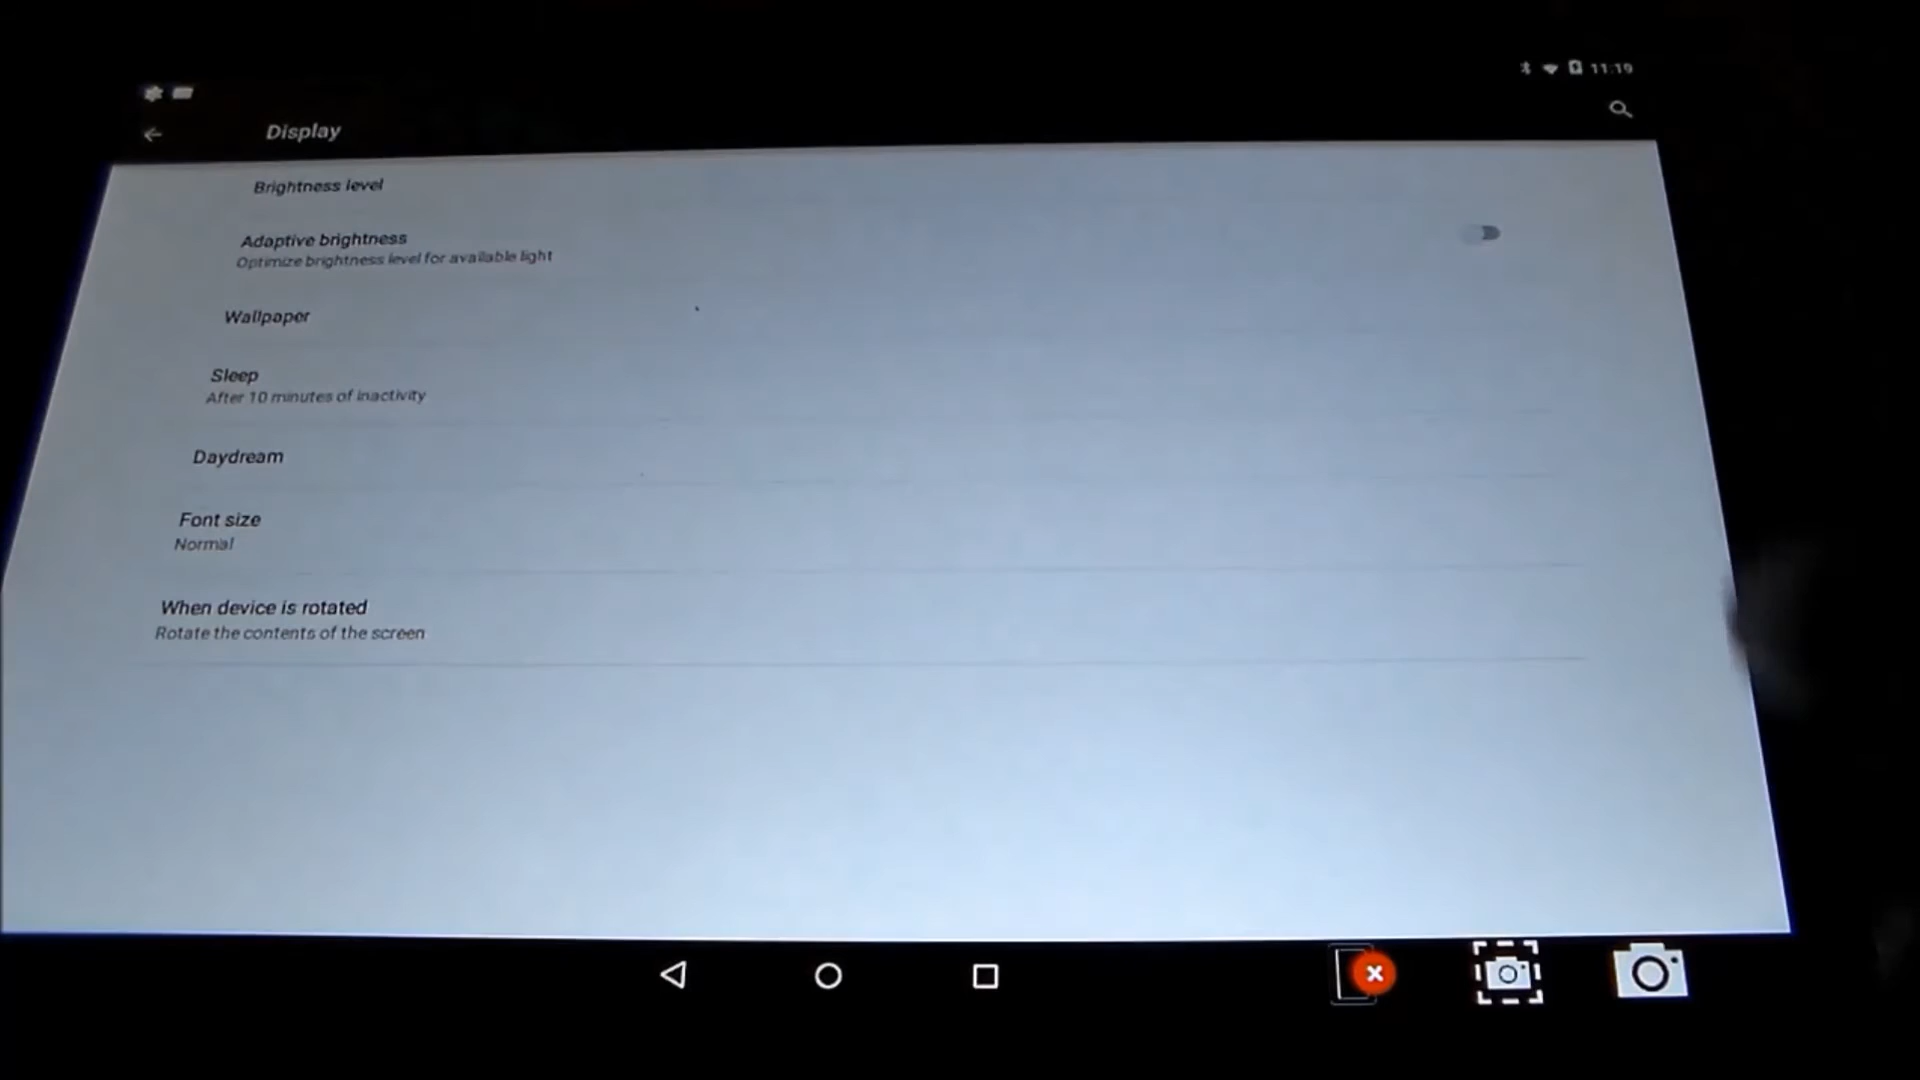 11:19
Display
Brightness level
Adaptive brightness
Optimize brightness level for available light
Wallpaper
Sleep
After 10 minutes of inactivity
Daydream
Font size
Normal
When device is rotated
Rotate the contents of the screen